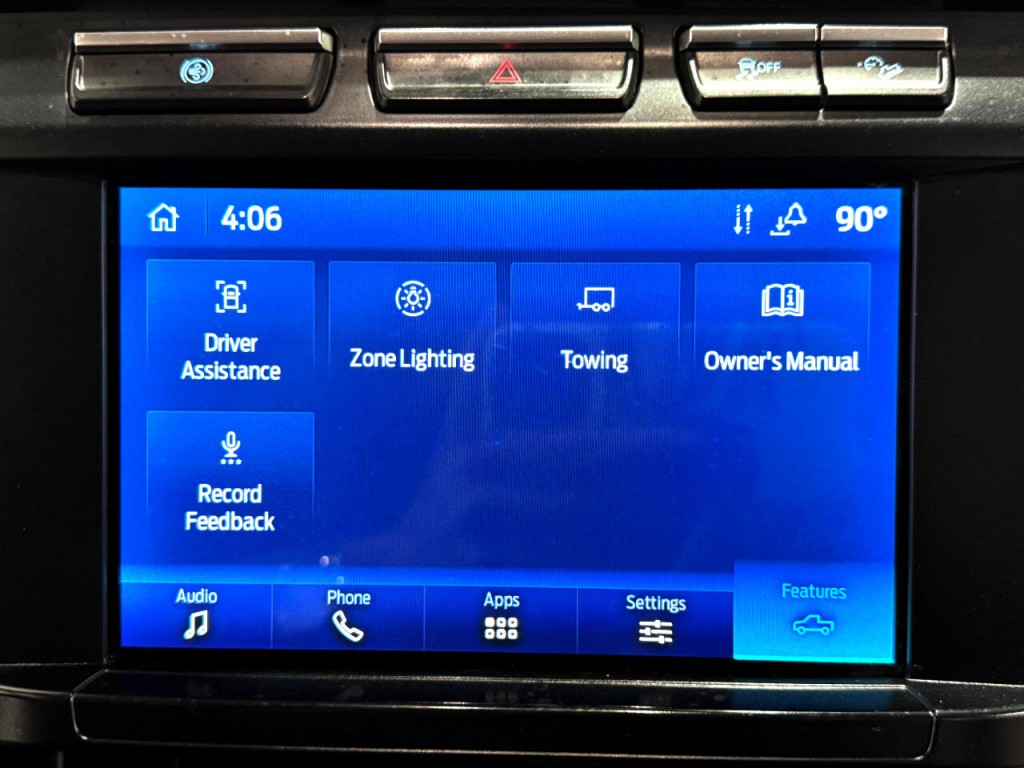 OFF
4:06
90°
Driver
Assistance
Zone Lighting
Towing
Owner's Manual
Record
Feedback
Audio
Phone
Apps
Settings
Features